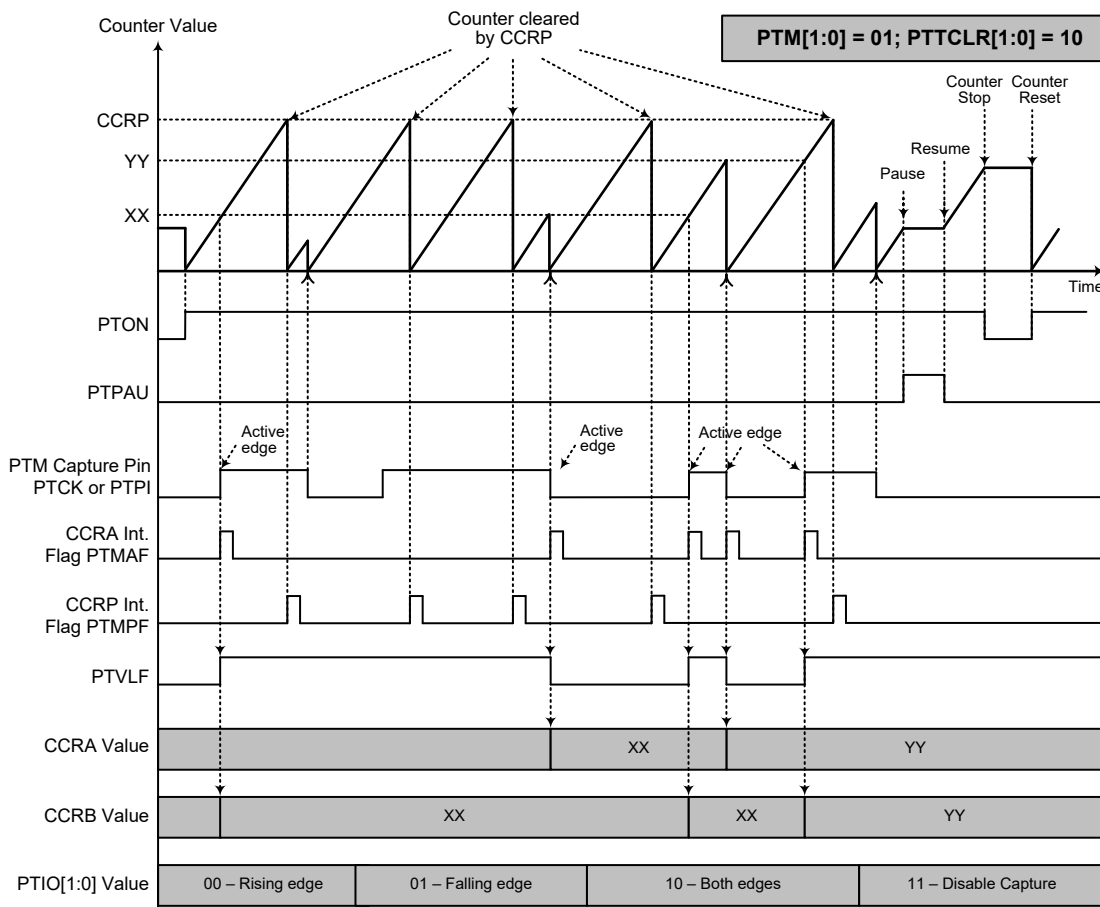 Counter Value
Counter cleared
by CCRP
PTM[1:0] = 01; PTTCLR[1:0] = 10
Counter
Stop
Counter
Reset
CCRP
YY
Resume
Pause
XX
Time
PTON
PTPAU
Active
edge
Active
edge
Active edge
PTM Capture Pin
PTCK or PTPI
CCRA Int.
Flag PTMAF
CCRP Int.
Flag PTMPF
PTVLF
CCRA Value
XX
YY
CCRB Value
XX
XX
YY
PTIO[1:0] Value
00 – Rising edge
01 – Falling edge
10 – Both edges
11 – Disable Capture